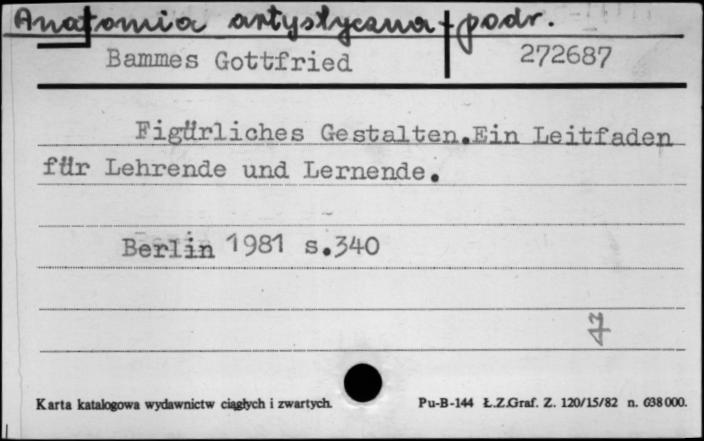 Anatomia artystyczna - podr.
Bammes Gottfried 272687
Figürliches Gestalten.Ein Leitfaden
für Lehrende und Lernende.
Berlin 1981 s.340
Karta katalogowa wydawnictw ciągłych i zwartych. Pu-B-144 Ł.Z.Graf. Z. 120/15/82 n. 638000.